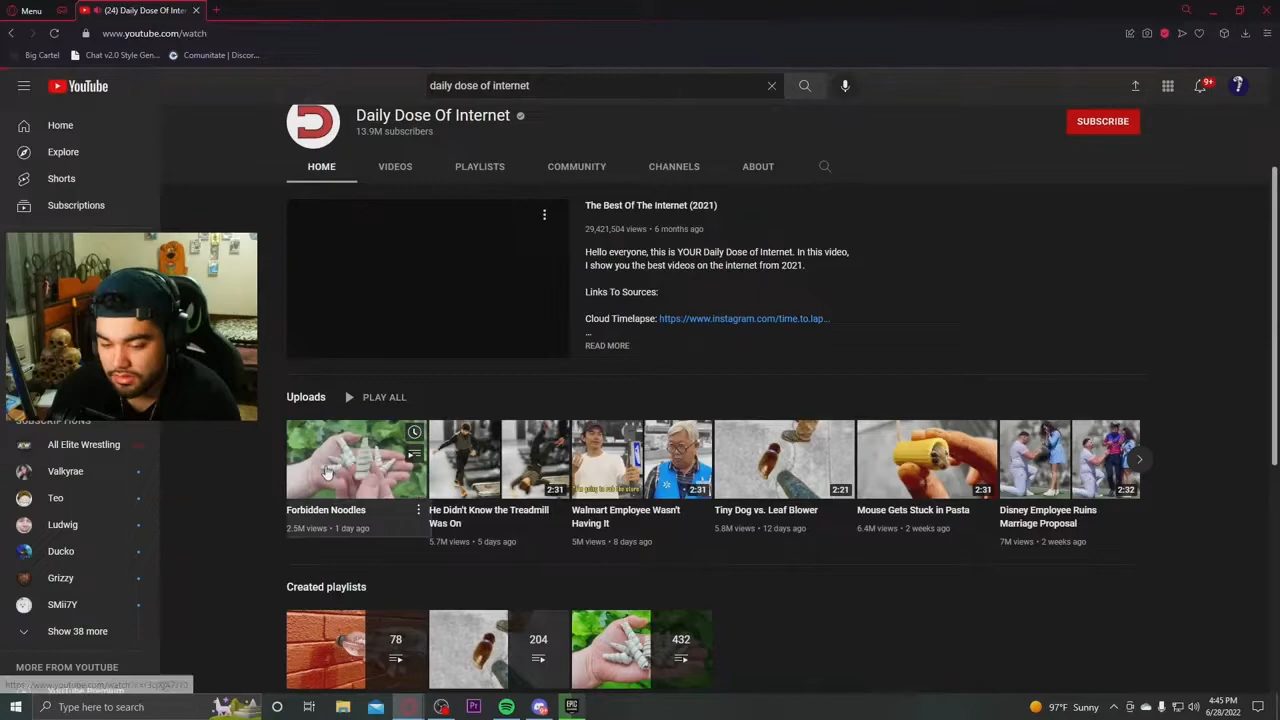 Menu
(24) Daily Dose Of Inter
www.youtube.com/watch
Big Cartel
Chat v2.0 Style Gen...
Comunitate | Discor...
YouTube
daily dose of internet
9+
Home
Explore
Shorts
Subscriptions
Daily Dose Of Internet
13.9M subscribers
SUBSCRIBE
HOME
VIDEOS
PLAYLISTS
COMMUNITY
CHANNELS
ABOUT
The Best Of The Internet (2021)
29,421,504 views • 6 months ago
Hello everyone, this is YOUR Daily Dose of Internet. In this video,
I show you the best videos on the internet from 2021.
Links To Sources:
Cloud Timelapse: https://www.instagram.com/time.to.lap...
...
READ MORE
Uploads
PLAY ALL
2:31
2:31
2:21
2:31
2:32
Forbidden Noodles
2.5M views • 1 day ago
He Didn't Know the Treadmill
Was On
5.7M views • 5 days ago
Walmart Employee Wasn't
Having It
5M views • 8 days ago
Tiny Dog vs. Leaf Blower
5.8M views • 12 days ago
Mouse Gets Stuck in Pasta
6.4M views • 2 weeks ago
Disney Employee Ruins
Marriage Proposal
7M views • 2 weeks ago
Created playlists
78
204
432
SUBSCRIPTIONS
All Elite Wrestling
Valkyrae
Teo
Ludwig
Ducko
Grizzy
SMii7Y
Show 38 more
MORE FROM YOUTUBE
YouTube Premium
Type here to search
Pr
EPIC
97°F Sunny
4:45 PM
6/28/2022